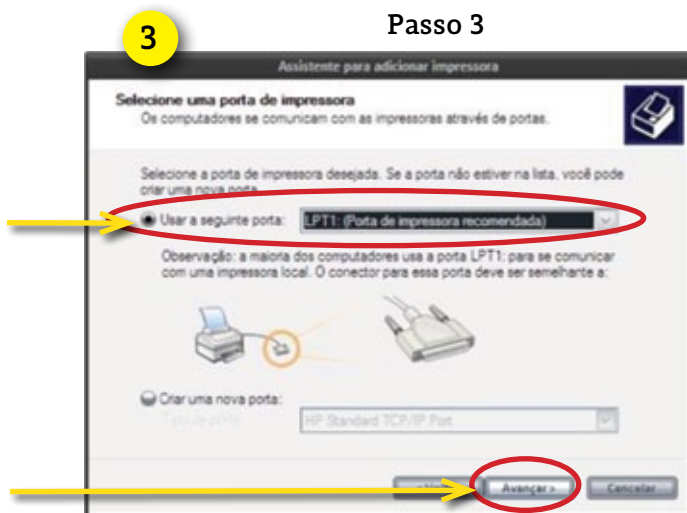 3
Passo 3
Assistente para adicionar impressora
Selecione uma porta de impressora
Os computadores se comunicam com as impressoras através de portas.
Selecione a porta de impressora desejada. Se a porta não estiver na lista, você pode
criar uma nova porta.
Usar a seguinte porta: LPT1: (Porta de impressora recomendada)
Observação: a maioria dos computadores usa a porta LPT1: para se comunicar
com uma impressora local. O conector para essa porta deve ser semelhante a:
Criar uma nova porta:
Tipo de porta: HP Standard TCP/IP Port
Avançar > Cancelar